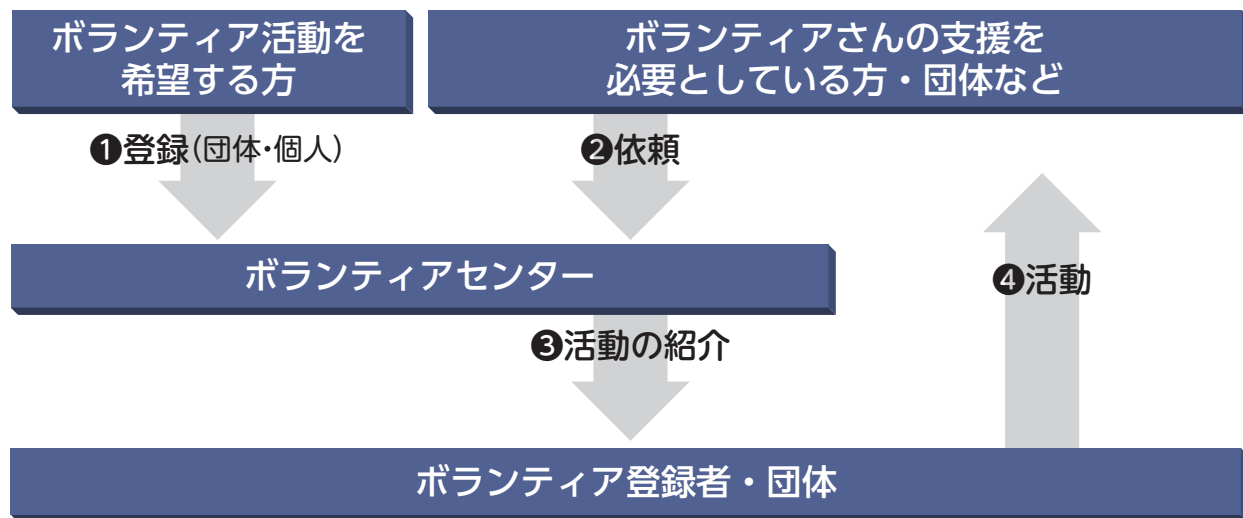 ボランティア活動を
希望する方
ボランティアさんの支援を
必要としている方・団体など
❶登録(団体・個人)
❷依頼
ボランティアセンター
❹活動
❸活動の紹介
ボランティア登録者・団体